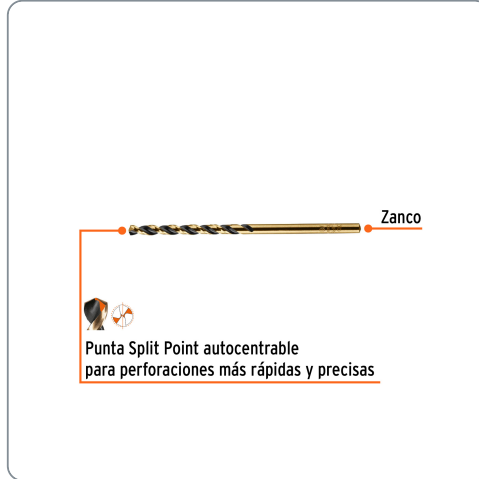 Zanco
Punta Split Point autocentrable
para perforaciones más rápidas y precisas